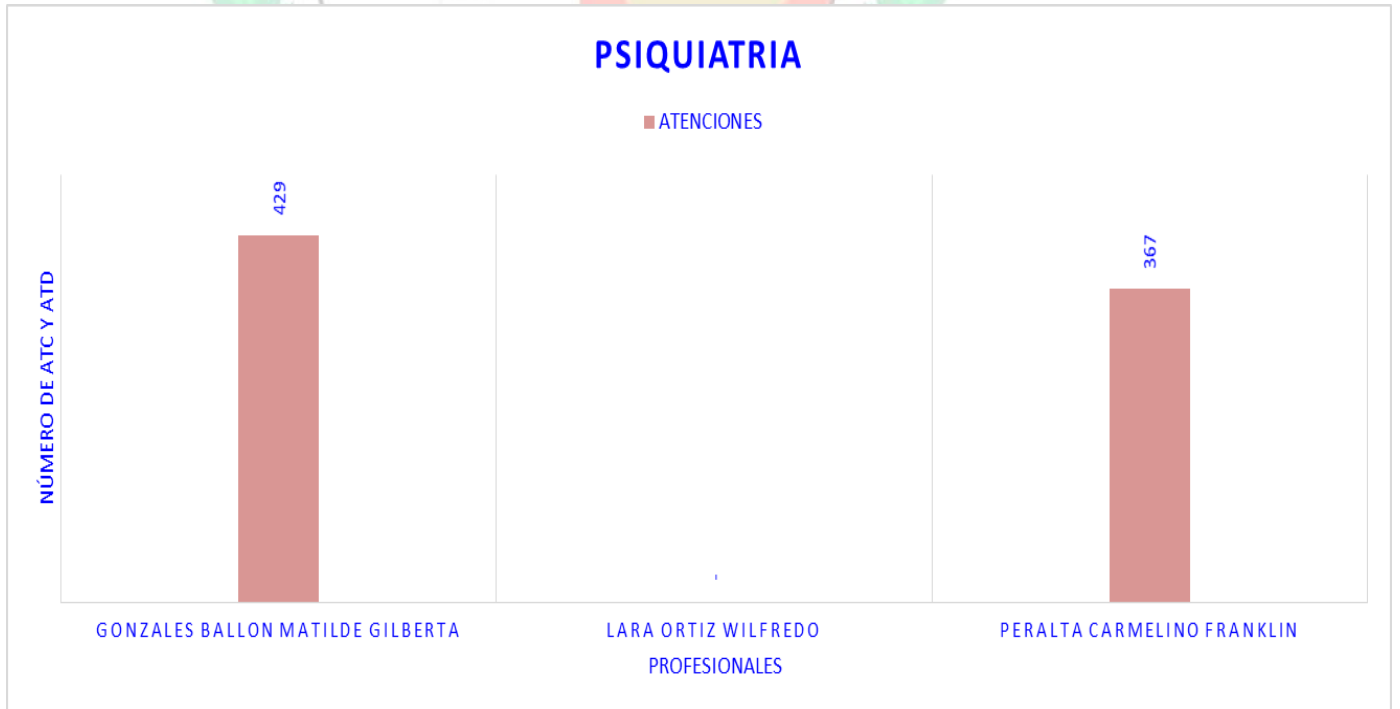 PSIQUIATRIA
ATENCIONES
NÚMERO DE ATC Y ATD
429
-
367
GONZALES BALLON MATILDE GILBERTA
LARA ORTIZ WILFREDO
PERALTA CARMELINO FRANKLIN
PROFESIONALES